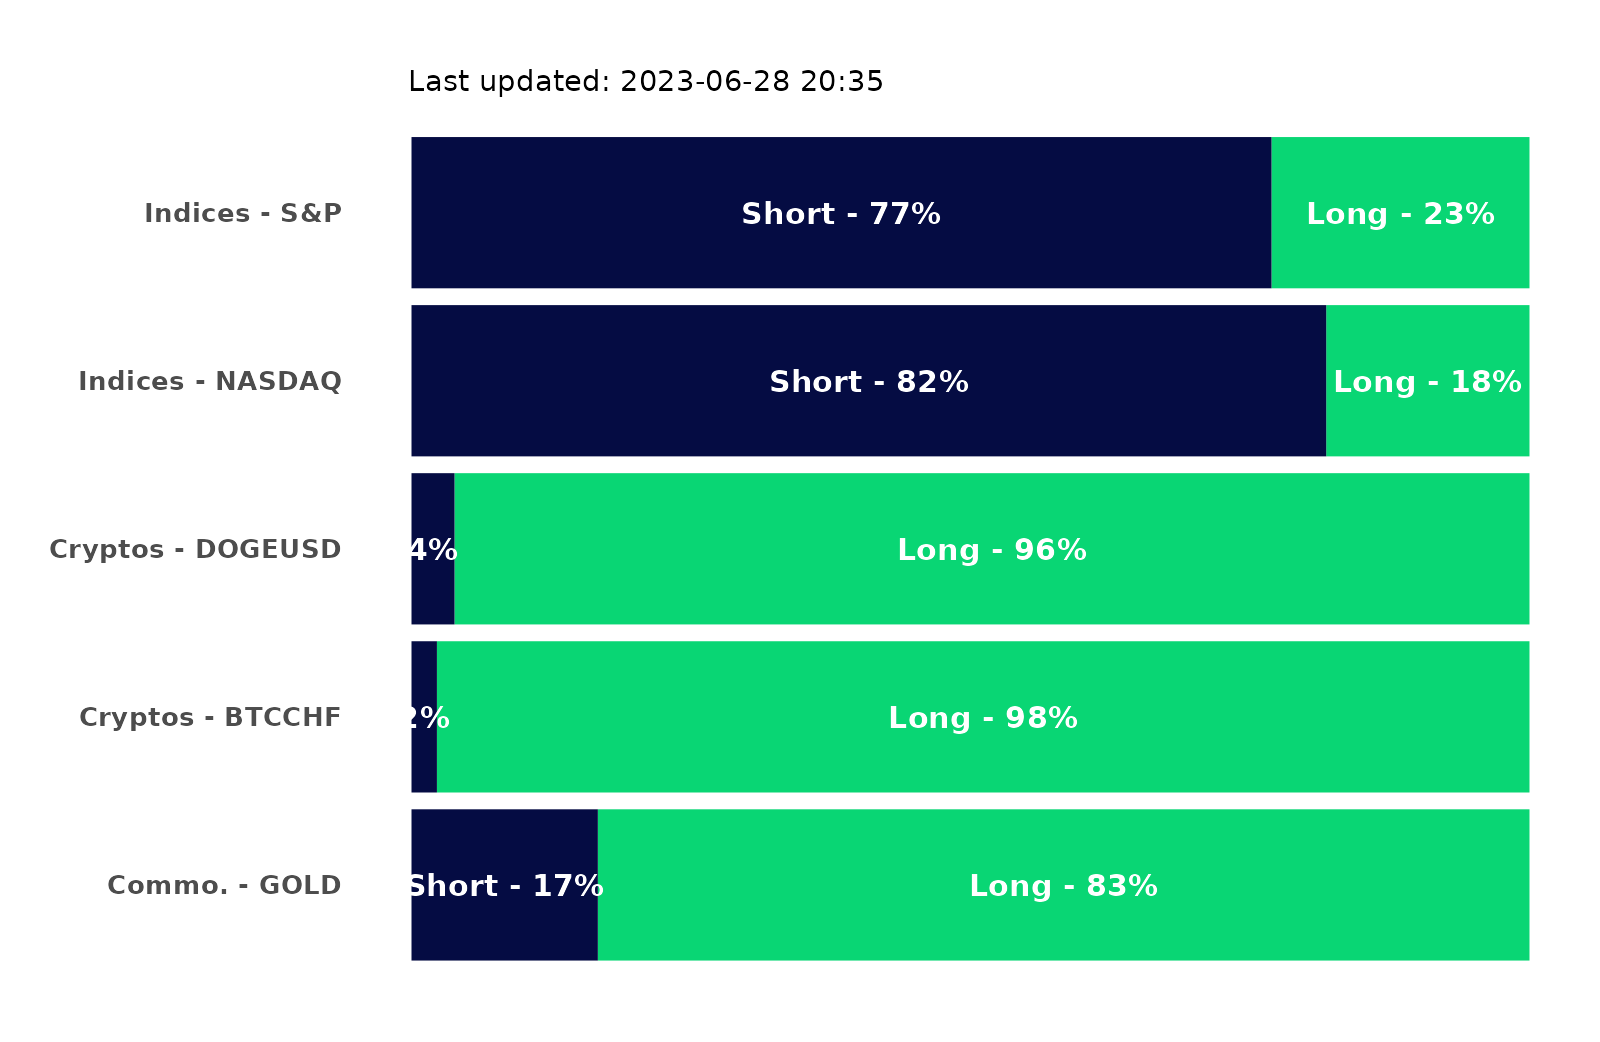 Last updated: 2023-06-28 20:35
Indices - S&P Short - 77% Long - 23%
Indices - NASDAQ Short - 82% Long - 18%
Cryptos - DOGEUSD 4% Long - 96%
Cryptos - BTCCHF 2% Long - 98%
Commo. - GOLD Short - 17% Long - 83%